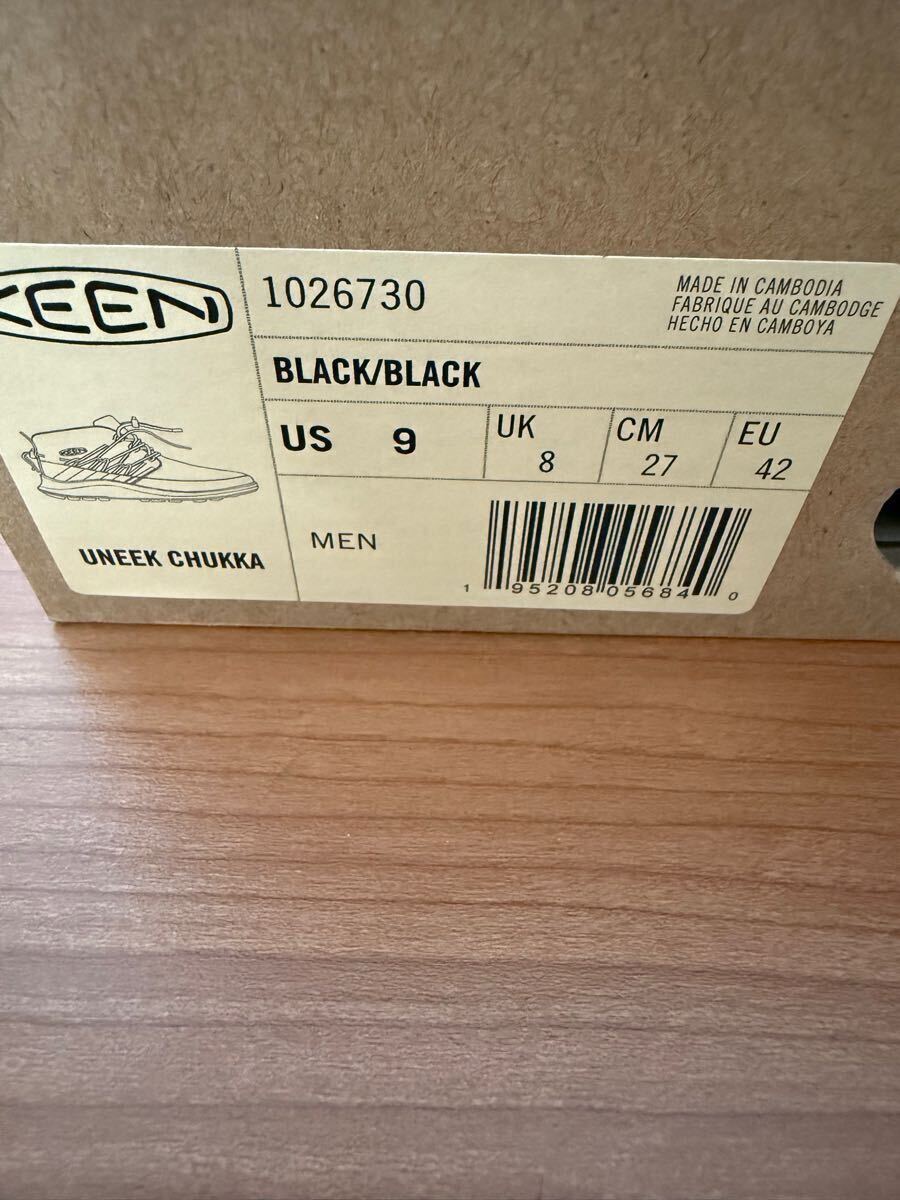 KEEN
1026730
MADE IN CAMBODIA
FABRIQUE AU CAMBODGE
HECHO EN CAMBOYA
BLACK/BLACK
US 9
UK 8
CM 27
EU 42
KEEN
UNEEK CHUKKA
MEN
1 95208 05684 0